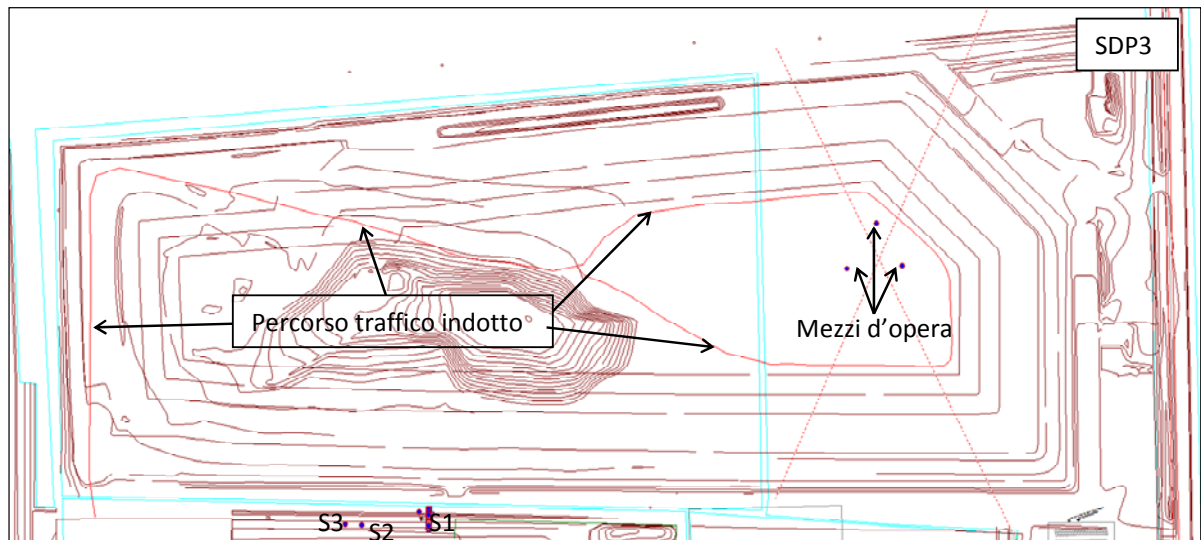 SDP3
Percorso traffico indotto
Mezzi d'opera
S3
S2
S1